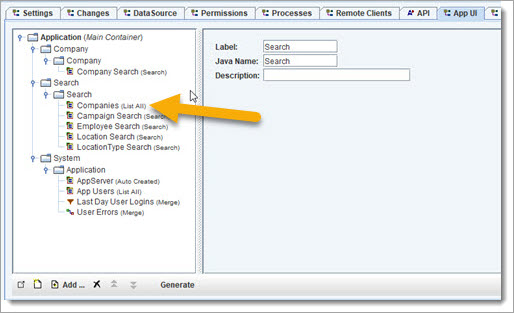 Settings Changes DataSource Permissions Processes Remote Clients API App UI
Application (Main Container)
Company
Company
Company Search (Search)
Search
Search
Companies (List All)
Campaign Search (Search)
Employee Search (Search)
Location Search (Search)
LocationType Search (Search)
System
Application
AppServer (Auto Created)
App Users (List All)
Last Day User Logins (Merge)
User Errors (Merge)
Label: Search
Java Name: Search
Description:
Add ... Generate